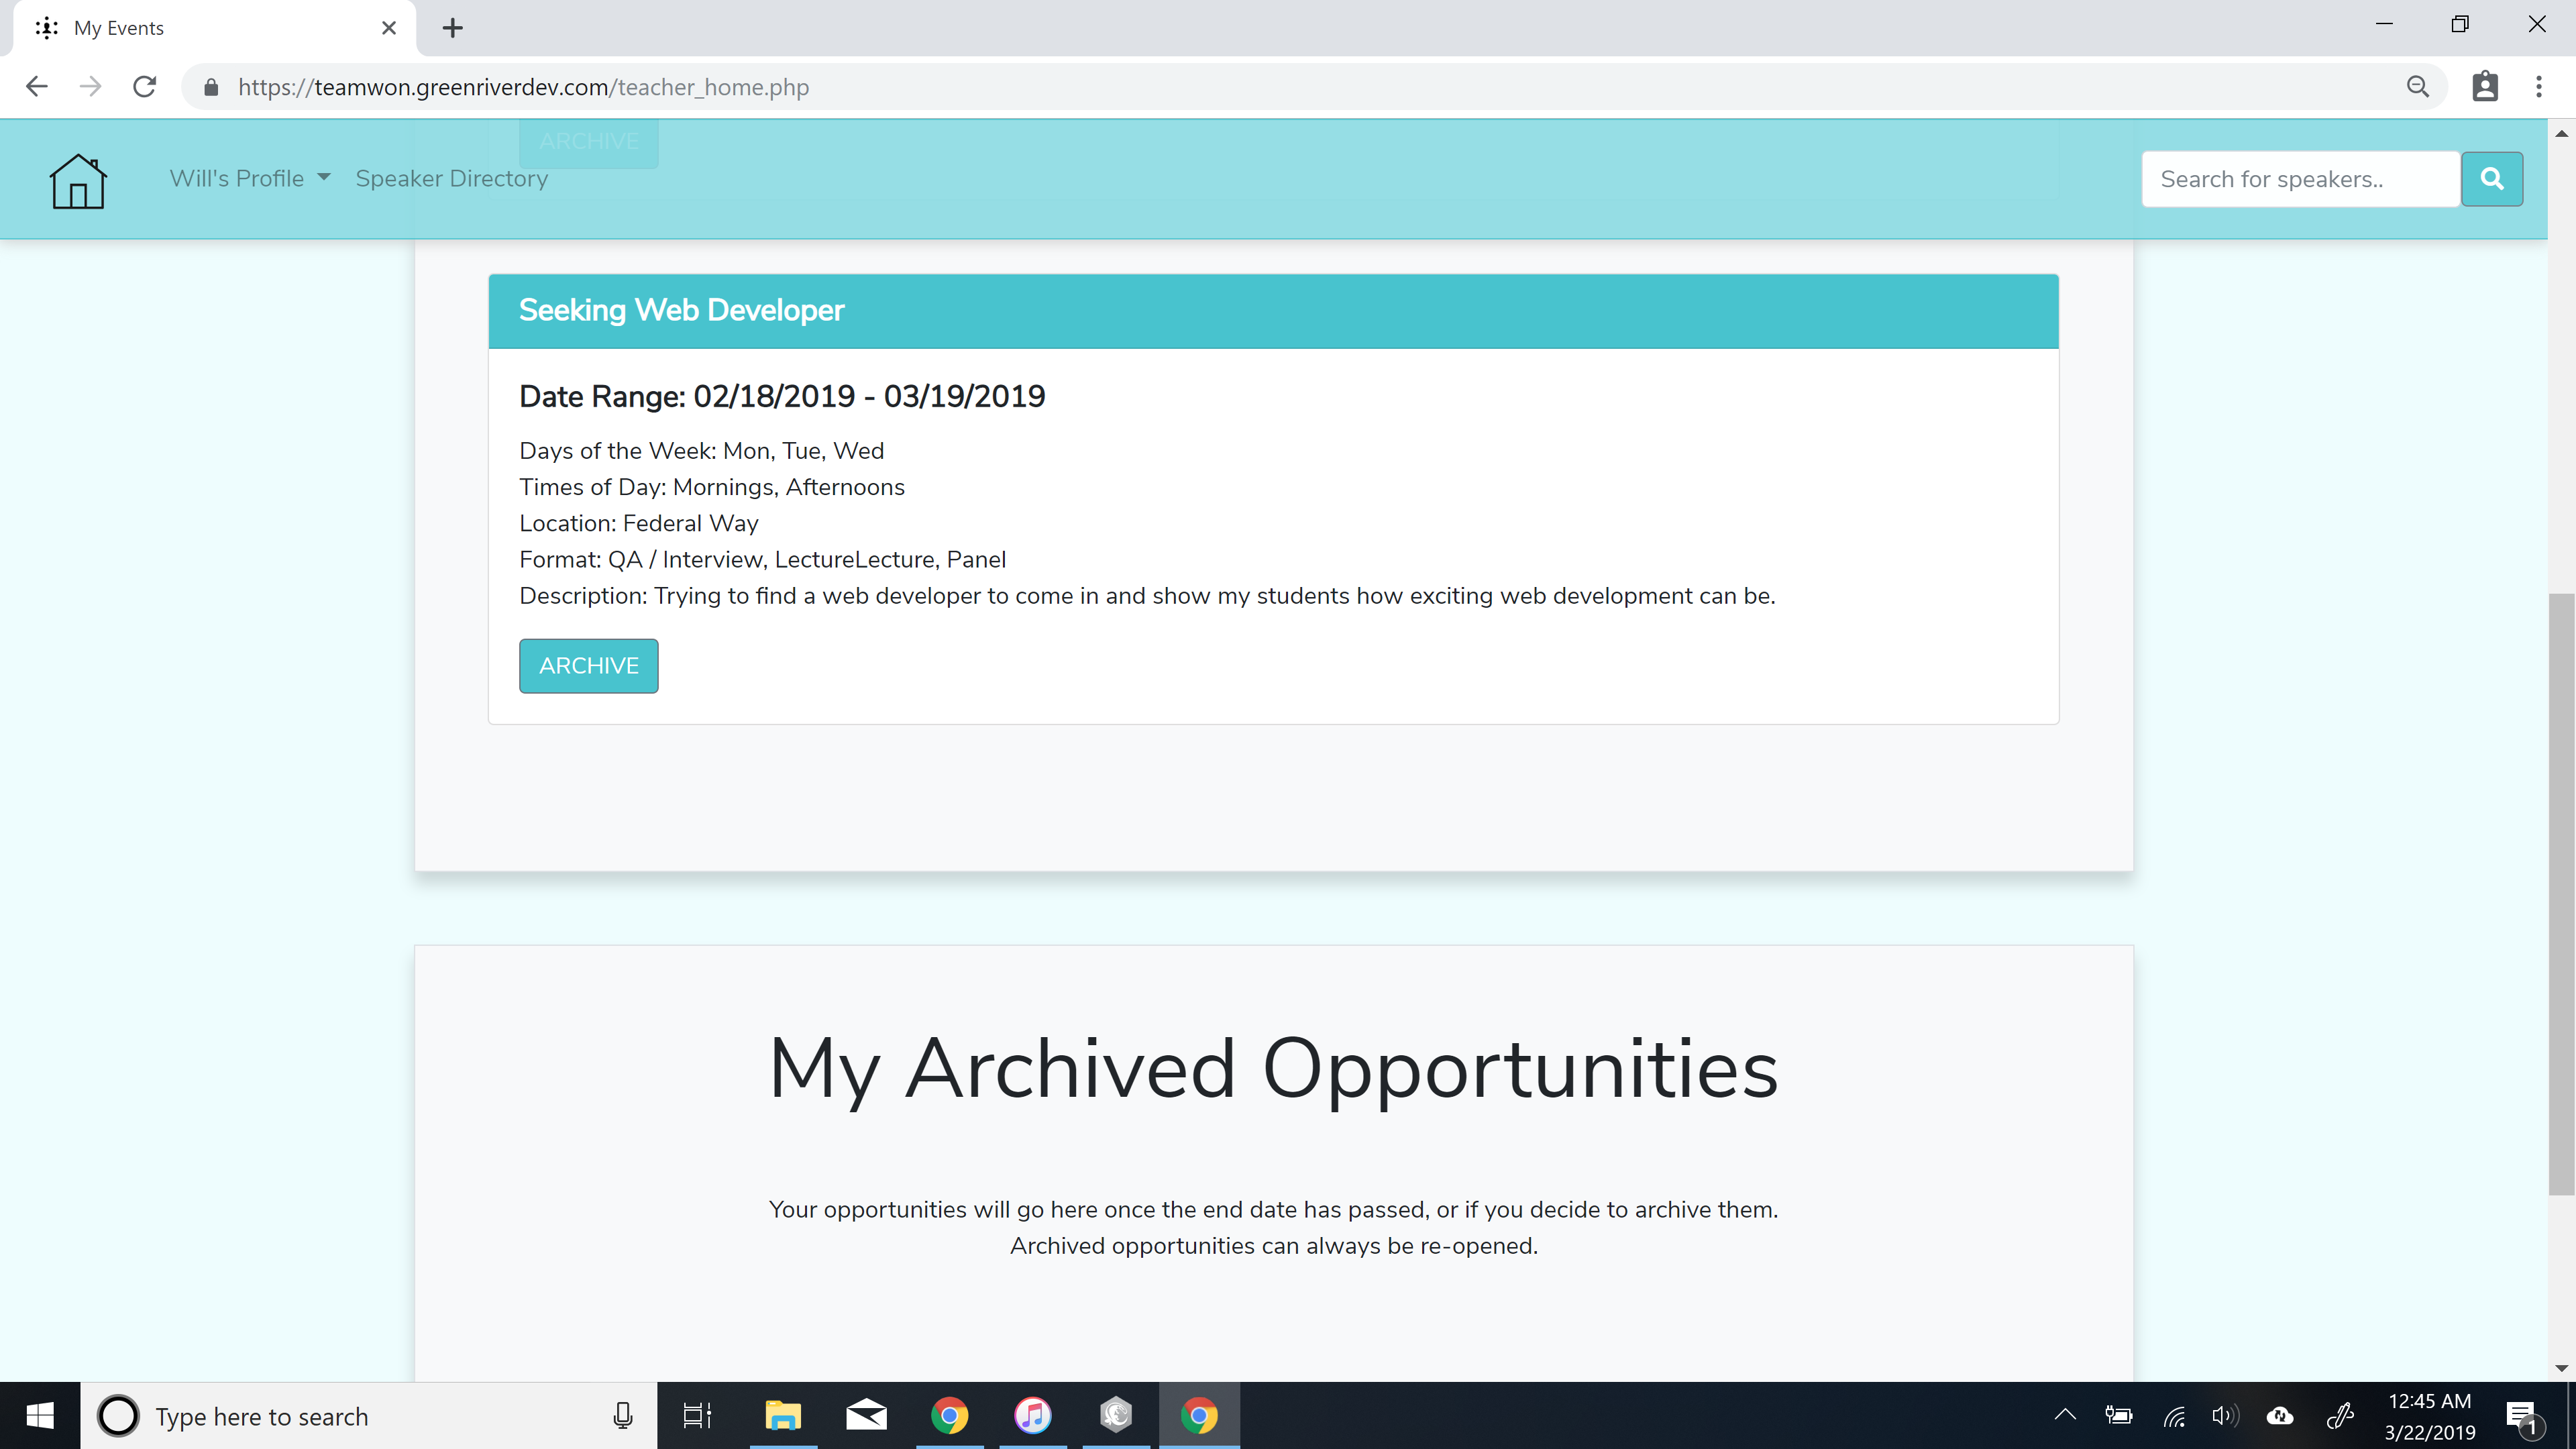 My Events
https://teamwon.greenriverdev.com/teacher_home.php
ARCHIVE
Will's Profile Speaker Directory Search for speakers..
Seeking Web Developer
Date Range: 02/18/2019 - 03/19/2019
Days of the Week: Mon, Tue, Wed
Times of Day: Mornings, Afternoons
Location: Federal Way
Format: QA / Interview, LectureLecture, Panel
Description: Trying to find a web developer to come in and show my students how exciting web development can be.
ARCHIVE
My Archived Opportunities
Your opportunities will go here once the end date has passed, or if you decide to archive them.
Archived opportunities can always be re-opened.
Type here to search
12:45 AM
3/22/2019
1